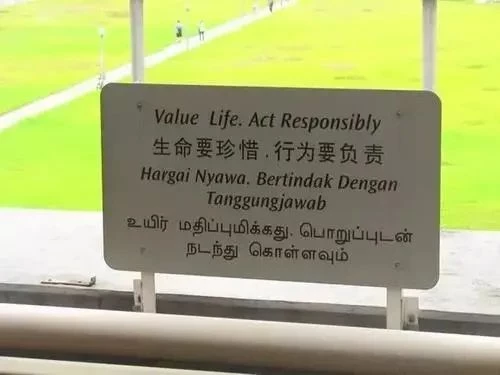 Value Life. Act Responsibly
生命要珍惜．行为要负责
Hargai Nyawa. Bertindak Dengan
Tanggungjawab
உயிர் மதிப்புமிக்கது. பொறுப்புடன்
நடந்து கொள்ளவும்